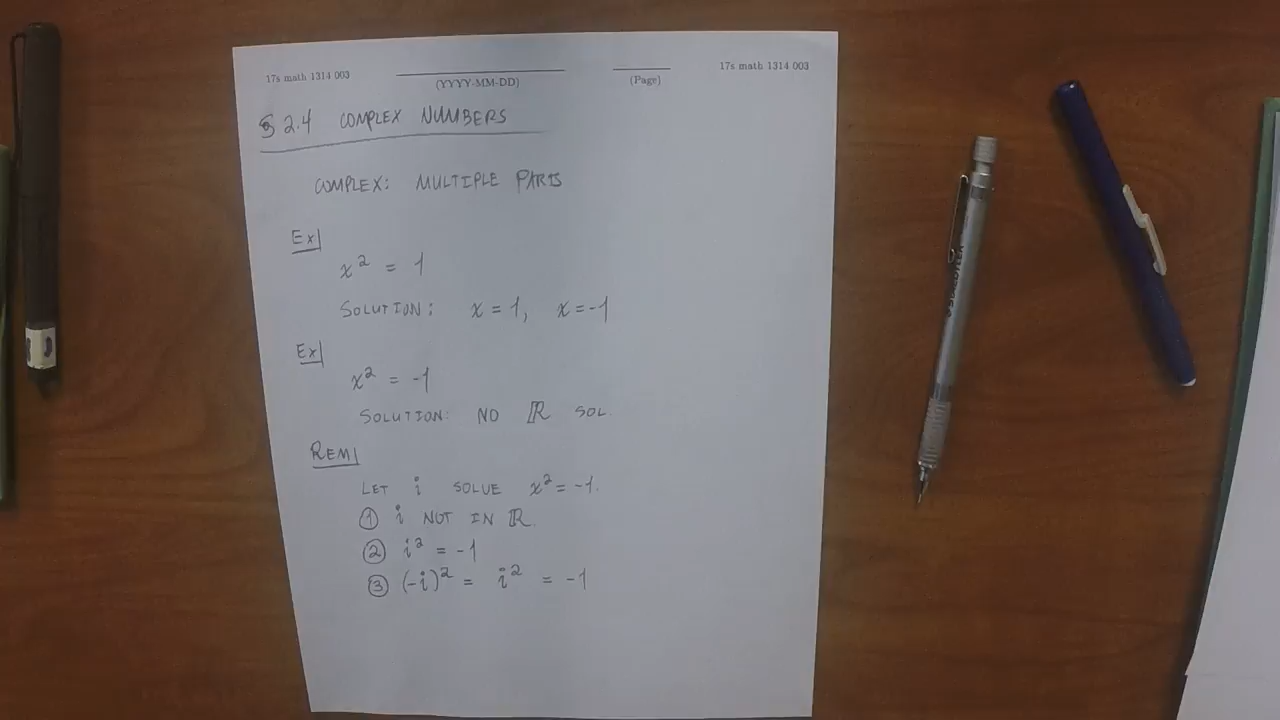 17s math 1314 003
(YYYY-MM-DD)
(Page)
17s math 1314 003
§ 2.4 COMPLEX NUMBERS
COMPLEX: MULTIPLE PARTS
Ex|
x² = 1
SOLUTION: x = 1, x = -1
Ex|
x² = -1
SOLUTION: NO ℝ SOL.
REM|
LET i SOLVE x² = -1.
① i NOT IN ℝ.
② i² = -1
③ (-i)² = i² = -1